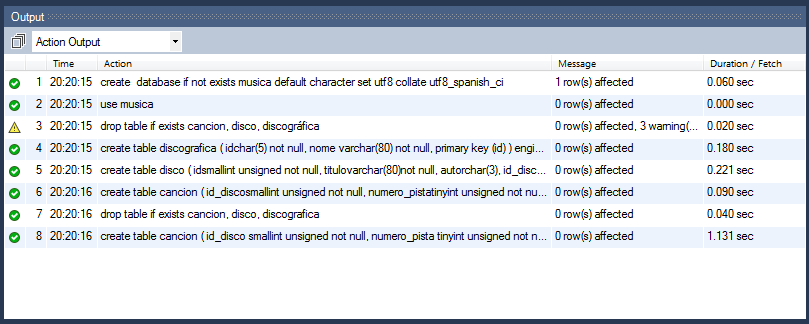 Output
Action Output
Time Action Message Duration / Fetch
1 20:20:15 create database if not exists musica default character set utf8 collate utf8_spanish_ci 1 row(s) affected 0.060 sec
2 20:20:15 use musica 0 row(s) affected 0.000 sec
3 20:20:15 drop table if exists cancion, disco, discográfica 0 row(s) affected, 3 warning(... 0.020 sec
4 20:20:15 create table discografica ( idchar(5) not null, nome varchar(80) not null, primary key (id) ) engi... 0 row(s) affected 0.180 sec
5 20:20:15 create table disco ( idsmallint unsigned not null, titulovarchar(80)not null, autorchar(3), id_disc... 0 row(s) affected 0.221 sec
6 20:20:16 create table cancion ( id_discosmallint unsigned not null, numero_pistatinyint unsigned not nu... 0 row(s) affected 0.090 sec
7 20:20:16 drop table if exists cancion, disco, discografica 0 row(s) affected 0.040 sec
8 20:20:16 create table cancion ( id_disco smallint unsigned not null, numero_pista tinyint unsigned not n... 0 row(s) affected 1.131 sec